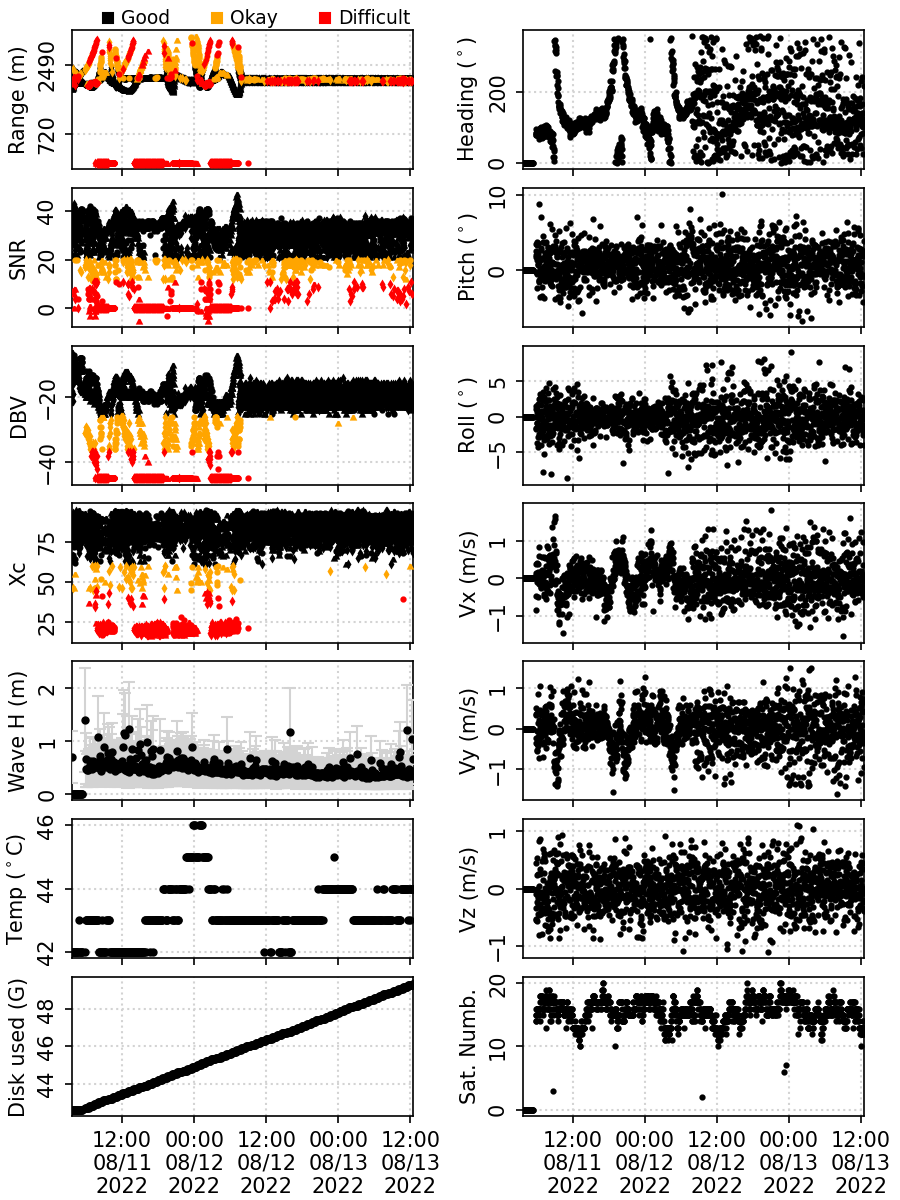 Good Okay Difficult
Range (m)
2490
720
Heading (°)
200
0
SNR
40
20
0
Pitch (°)
10
0
DBV
−20
−40
Roll (°)
5
0
−5
Xc
75
50
25
Vx (m/s)
1
0
−1
Wave H (m)
2
1
0
Vy (m/s)
1
0
−1
Temp (°C)
46
44
42
Vz (m/s)
1
0
−1
Disk used (G)
48
46
44
Sat. Numb.
20
10
0
12:00 00:00 12:00 00:00 12:00
08/11 08/12 08/12 08/13 08/13
2022 2022 2022 2022 2022
12:00 00:00 12:00 00:00 12:00
08/11 08/12 08/12 08/13 08/13
2022 2022 2022 2022 2022